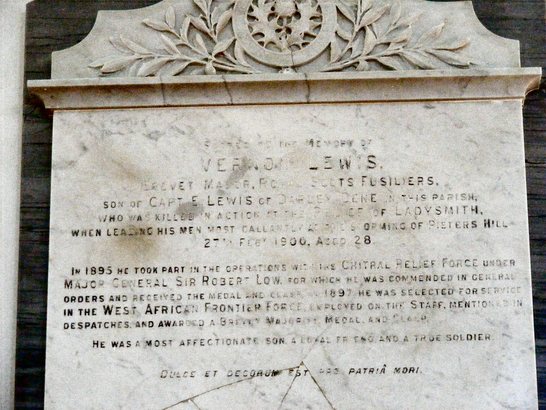 Sacred to the Memory of
VERNON LEWIS,
Brevet Major, Royal Scots Fusiliers,
son of Capt E. Lewis of Darley Dene in this parish,
who was killed in action at the Relief of Ladysmith,
when leading his men most gallantly at the storming of Pieters Hill
27th Feby 1900, Aged 28.
In 1895 he took part in the operations with the Chitral Relief Force under
Major General Sir Robert Low, for which he was commended in general
orders and received the medal and clasp. In 1897 he was selected for service
in the West African Frontier Force, employed on the Staff, mentioned in
despatches, and awarded a Brevet Majority, Medal, and Clasp.
He was a most affectionate son, a loyal friend and a true soldier.
Dulce et decorum est pro patriâ mori.